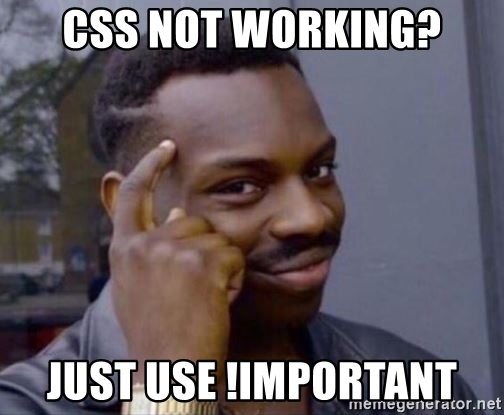 CSS NOT WORKING?
JUST USE !IMPORTANT
memegenerator.net